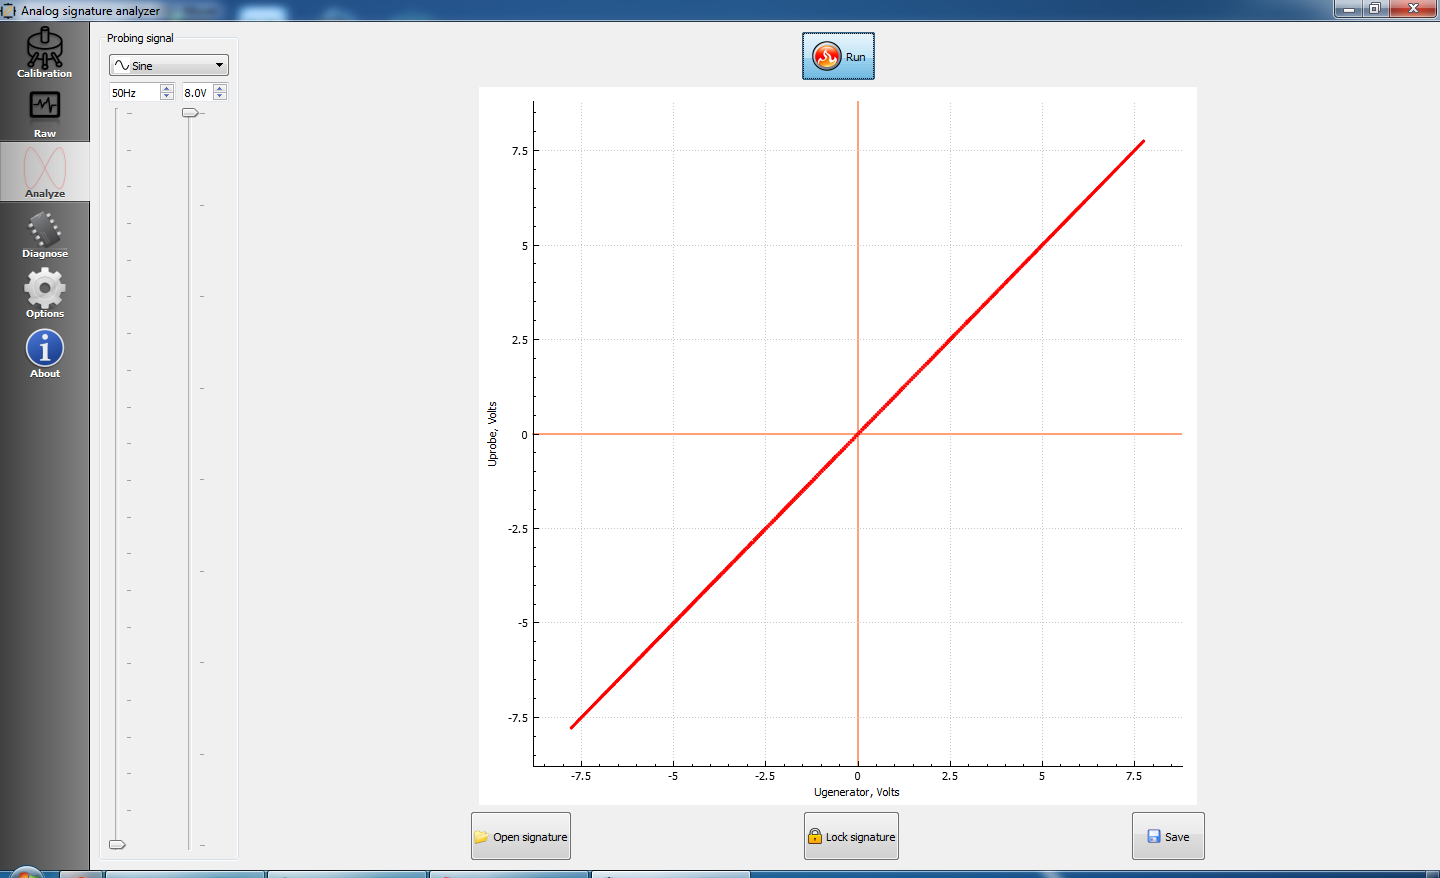 Analog signature analyzer
Calibration
Raw
Analyze
Diagnose
Options
About
Probing signal
Sine
50Hz
8.0V
Run
7.5
5
2.5
0
-2.5
-5
-7.5
Uprobe, Volts
-7.5 -5 -2.5 0 2.5 5 7.5
Ugenerator, Volts
Open signature
Lock signature
Save